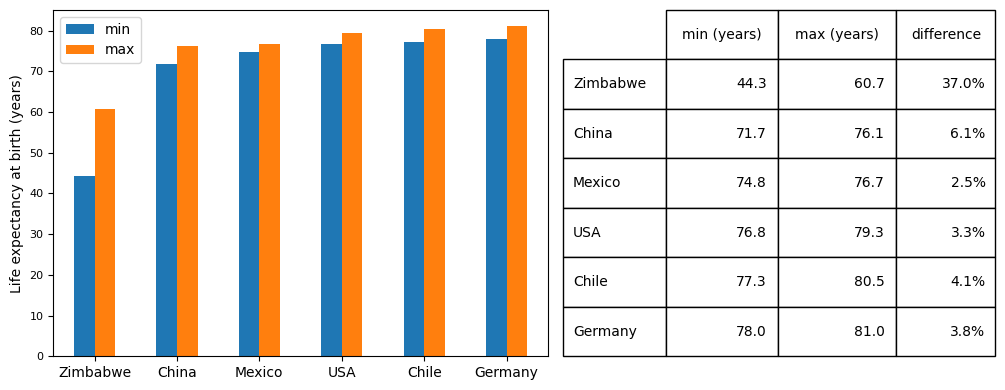 Life expectancy at birth (years)
80
70
60
50
40
30
20
10
0
min
max
Zimbabwe China Mexico USA Chile Germany
min (years) max (years) difference
Zimbabwe 44.3 60.7 37.0%
China 71.7 76.1 6.1%
Mexico 74.8 76.7 2.5%
USA 76.8 79.3 3.3%
Chile 77.3 80.5 4.1%
Germany 78.0 81.0 3.8%